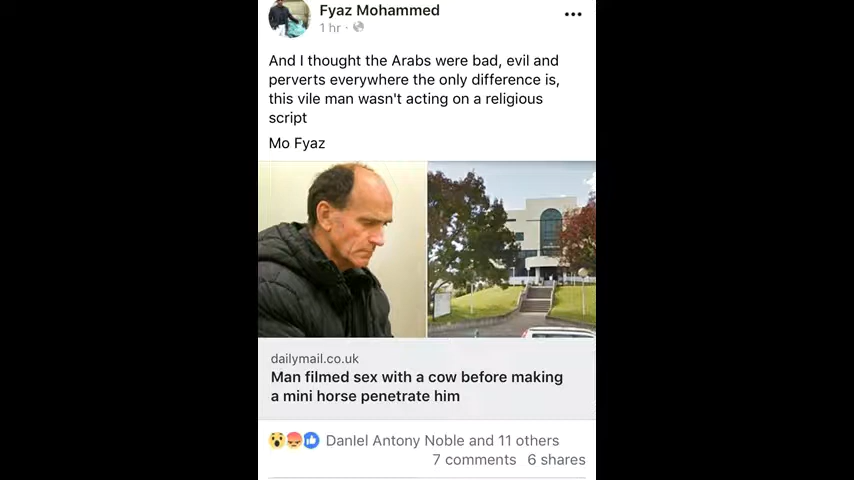 Fyaz Mohammed
1 hr ·
And I thought the Arabs were bad, evil and
perverts everywhere the only difference is,
this vile man wasn't acting on a religious
script
Mo Fyaz
dailymail.co.uk
Man filmed sex with a cow before making
a mini horse penetrate him
Danlel Antony Noble and 11 others
7 comments 6 shares